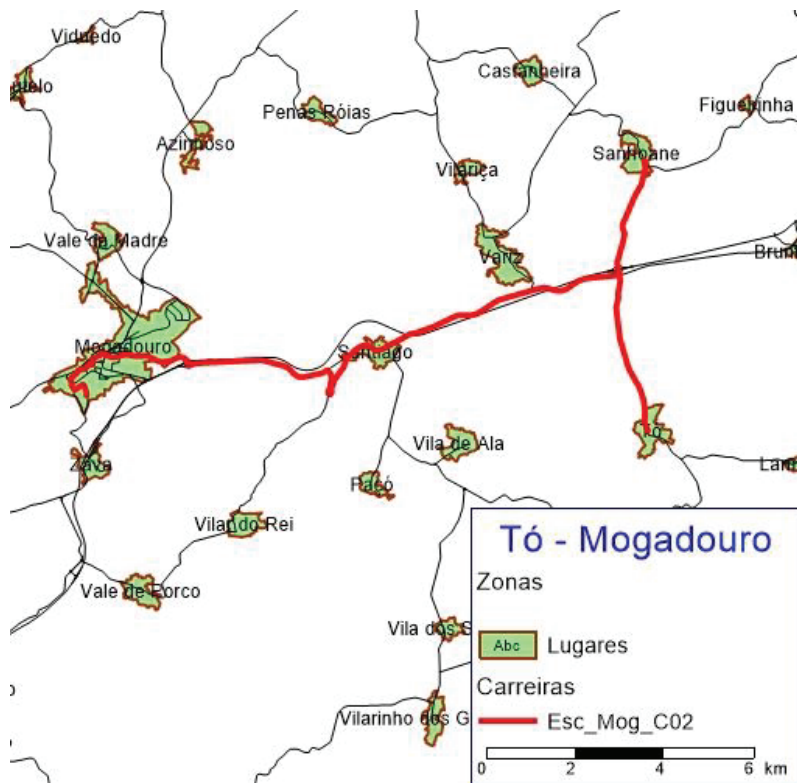 Viduedo
Castanheira
Penas Róias
Figueirinha
Azinhoso
Sanhoane
Vilariça
Vale da Madre
Variz
Mogadouro
Santiago
Tó
Vila de Ala
Zava
Paçó
Vilar do Rei
Vale de Porco
Vila dos S
Vilarinho dos G
Tó - Mogadouro
Zonas
Abc Lugares
Carreiras
Esc_Mog_C02
0 2 4 6 km